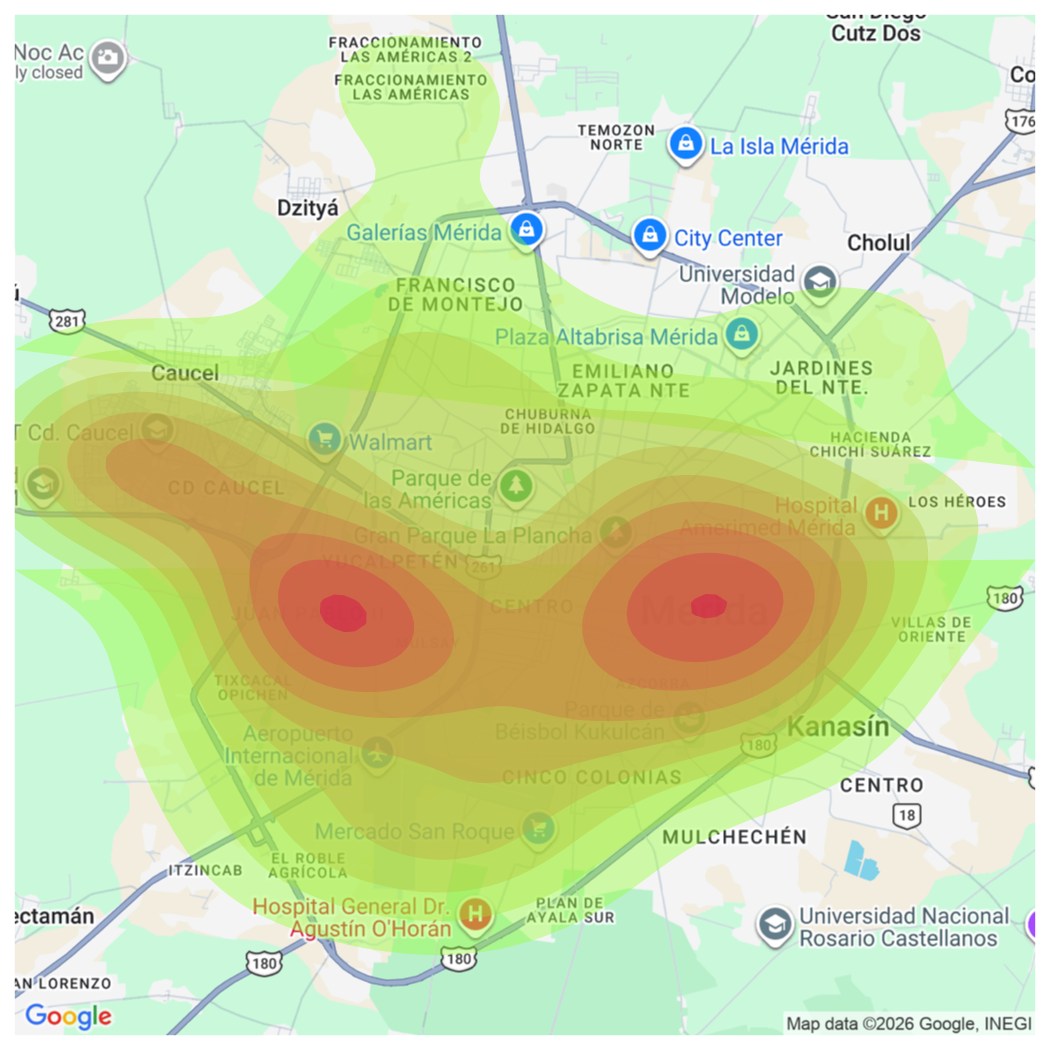 San Diego
Cutz Dos
Noc Ac
ly closed
FRACCIONAMIENTO
LAS AMÉRICAS 2
FRACCIONAMIENTO
LAS AMÉRICAS
Co
176
TEMOZON
NORTE
La Isla Mérida
Dzityá
Galerías Mérida
City Center
Cholul
Universidad
Modelo
FRANCISCO
DE MONTEJO
ú
281
Plaza Altabrisa Mérida
EMILIANO
ZAPATA NTE
JARDINES
DEL NTE.
Caucel
CHUBURNA
DE HIDALGO
T Cd. Caucel
Walmart
HACIENDA
CHICHÍ SUÁREZ
Parque de
las Américas
CD CAUCEL
LOS HÉROES
Hospital
Amerimed Mérida
Gran Parque La Plancha
YUCALPETÉN
261
CENTRO
Mérida
180
JUAN PABLO II
VILLAS DE
ORIENTE
TIXCACAL
OPICHEN
AZCORRA
Parque de
Béisbol Kukulcán
Kanasín
180
Aeropuerto
Internacional
de Mérida
CINCO COLONIAS
CENTRO
18
Mercado San Roque
MULCHECHÉN
ITZINCAB
EL ROBLE
AGRÍCOLA
ectamán
Hospital General Dr.
Agustín O'Horán
PLAN DE
AYALA SUR
Universidad Nacional
Rosario Castellanos
180
180
AN LORENZO
Google
Map data ©2026 Google, INEGI